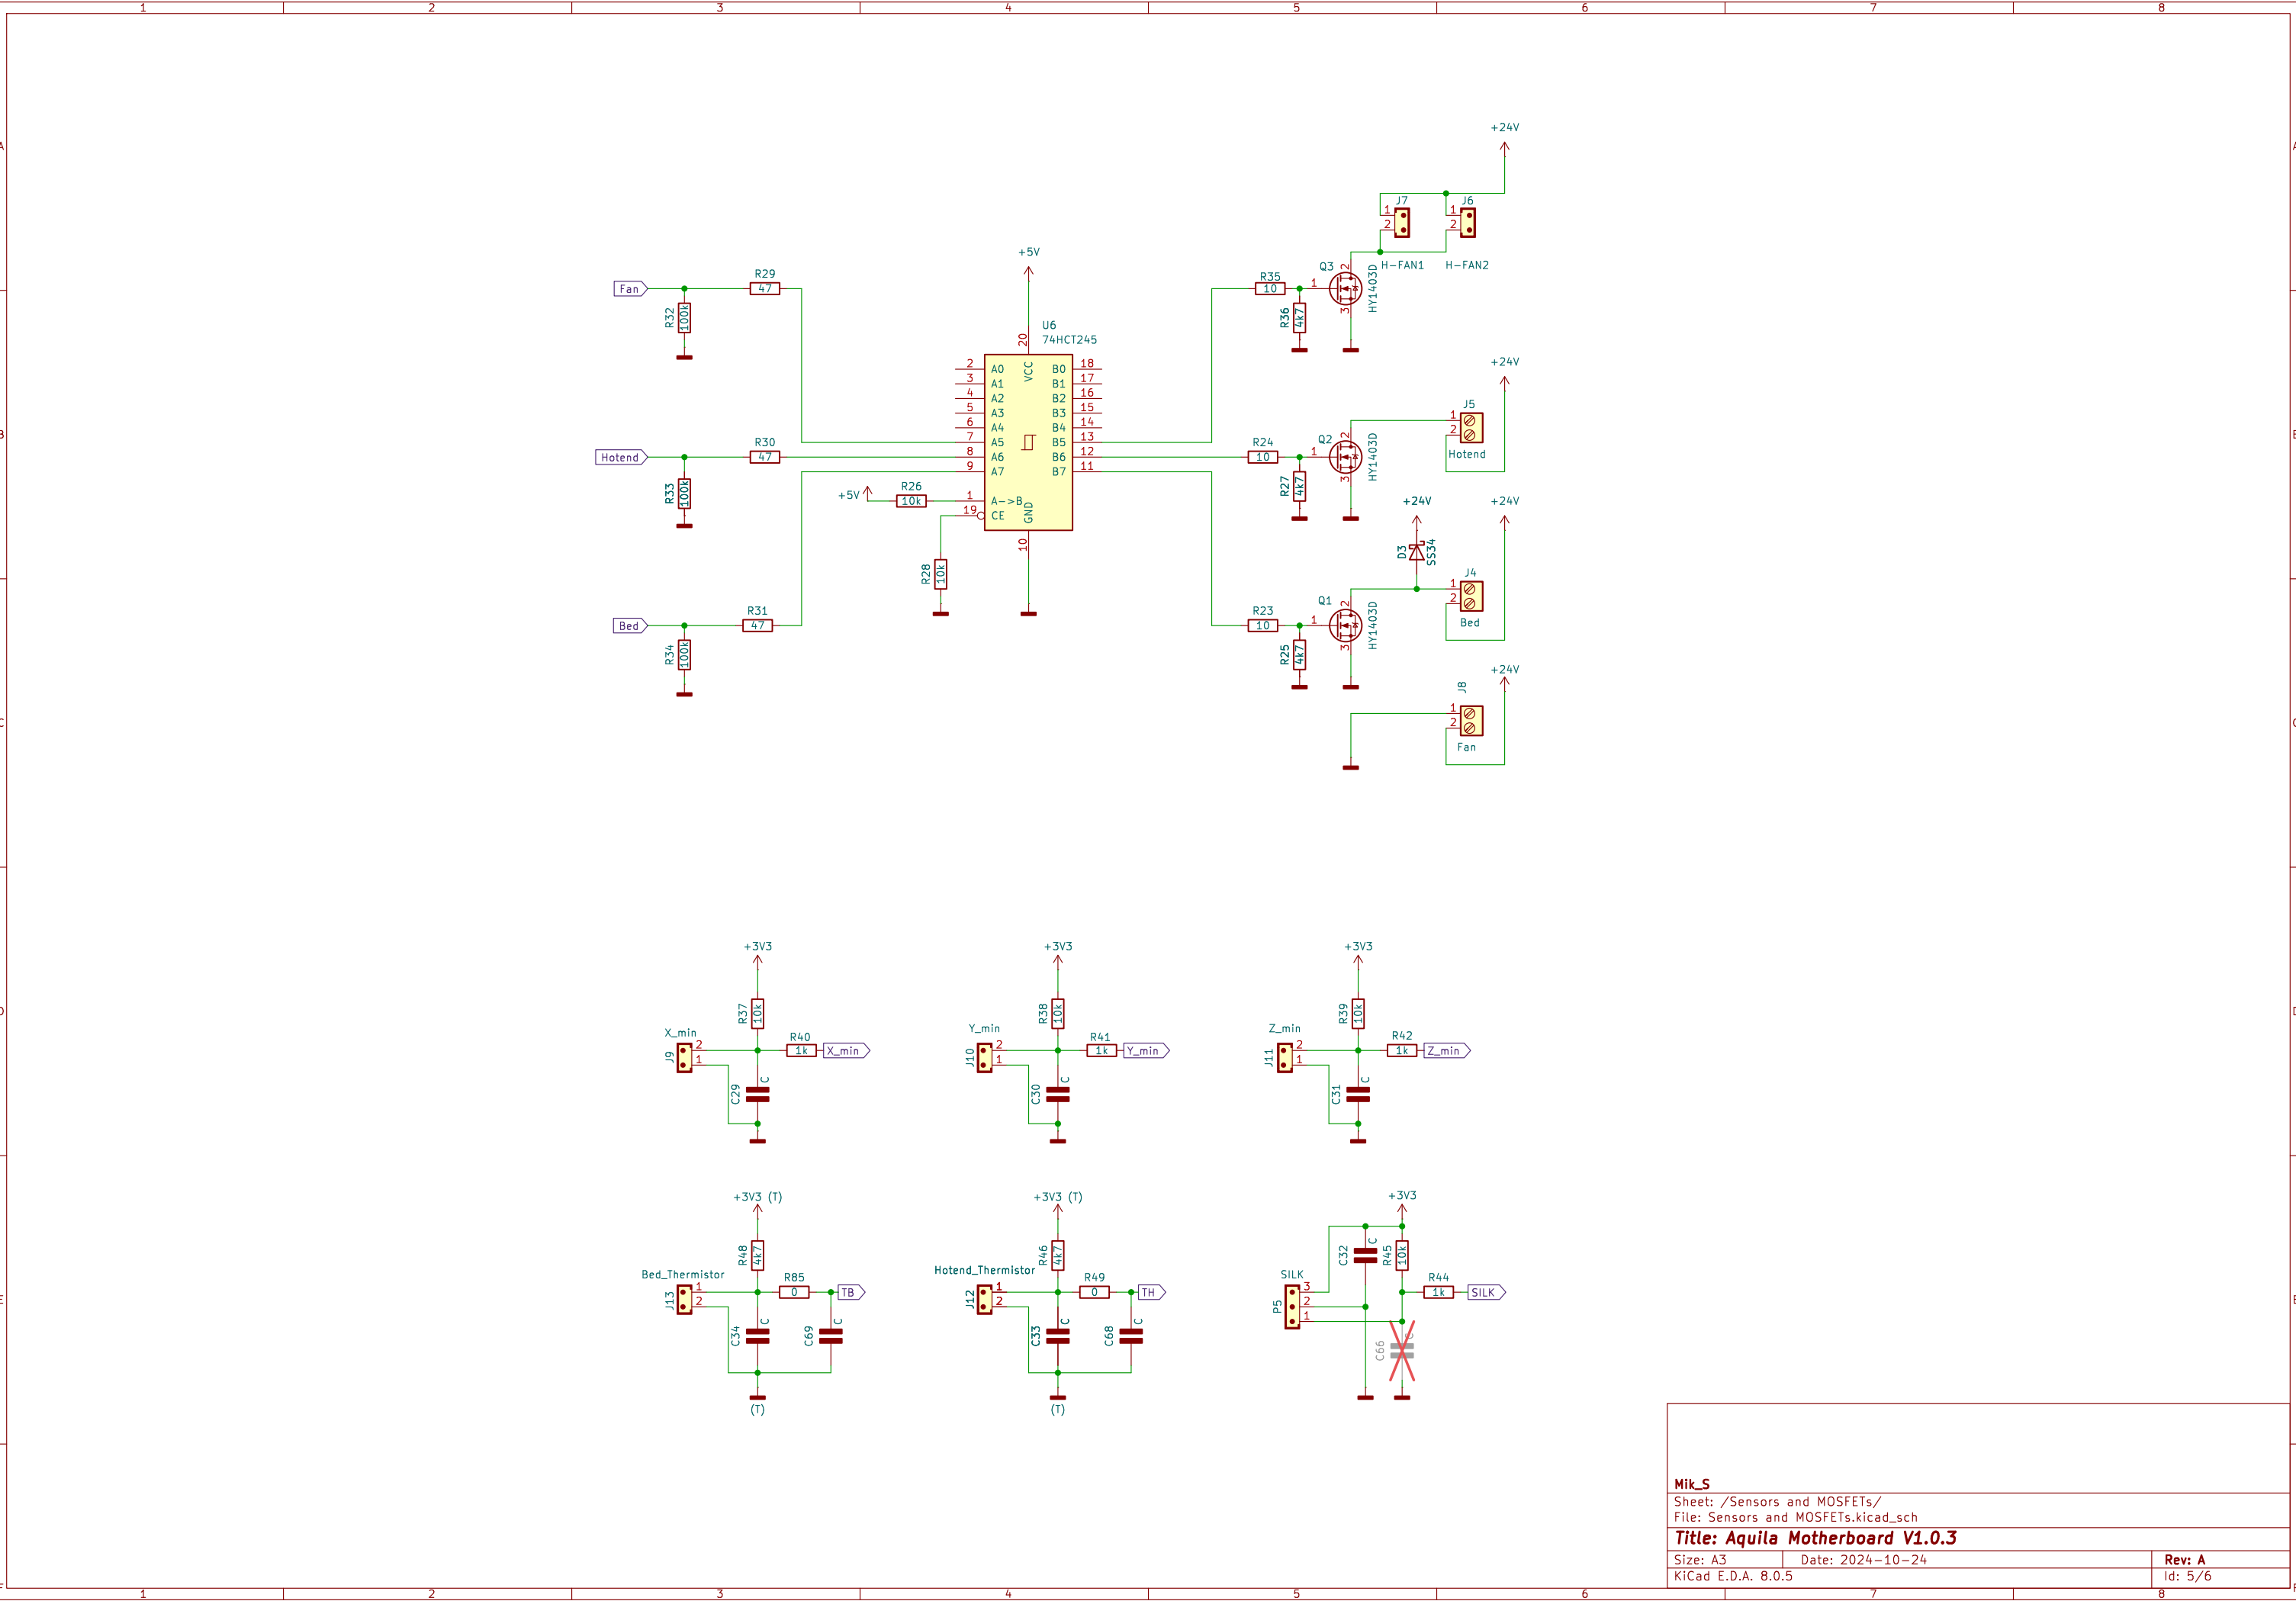 1 2 3 4 5 6 7 8
A
B
C
D
E
F
+24V
J7
J6
1
2
1
2
H-FAN1
H-FAN2
+5V
Fan
R29
47
R32
100k
U6
74HCT245
20
VCC
R35
10
R36
4k7
Q3
1
2
3
HY1403D
2 A0 B0 18
3 A1 B1 17
4 A2 B2 16
5 A3 B3 15
6 A4 B4 14
7 A5 B5 13
8 A6 B6 12
9 A7 B7 11
1 A->B
19 CE
GND
10
+24V
J5
1
2
Hotend
Hotend
R30
47
R33
100k
+5V
R26
10k
R28
10k
R24
10
R27
4k7
Q2
1
2
3
HY1403D
+24V
+24V
D3
SS34
J4
1
2
Bed
Bed
R31
47
R34
100k
R23
10
R25
4k7
Q1
1
2
3
HY1403D
+24V
J8
1
2
Fan
+3V3
R37
10k
X_min
J9
2
1
R40
1k
X_min
C29
C
+3V3
R38
10k
Y_min
J10
2
1
R41
1k
Y_min
C30
C
+3V3
R39
10k
Z_min
J11
2
1
R42
1k
Z_min
C31
C
+3V3 (T)
R48
4k7
Bed_Thermistor
J13
1
2
R85
0
TB
C34
C
C69
C
(T)
+3V3 (T)
R46
4k7
Hotend_Thermistor
J12
1
2
R49
0
TH
C33
C
C68
C
(T)
+3V3
C32
C
R45
10k
SILK
P5
3
2
1
R44
1k
SILK
C66
C
Mik_S
Sheet: /Sensors and MOSFETs/
File: Sensors and MOSFETs.kicad_sch
Title: Aquila Motherboard V1.0.3
Size: A3 Date: 2024-10-24 Rev: A
KiCad E.D.A. 8.0.5 Id: 5/6
1 2 3 4 5 6 7 8